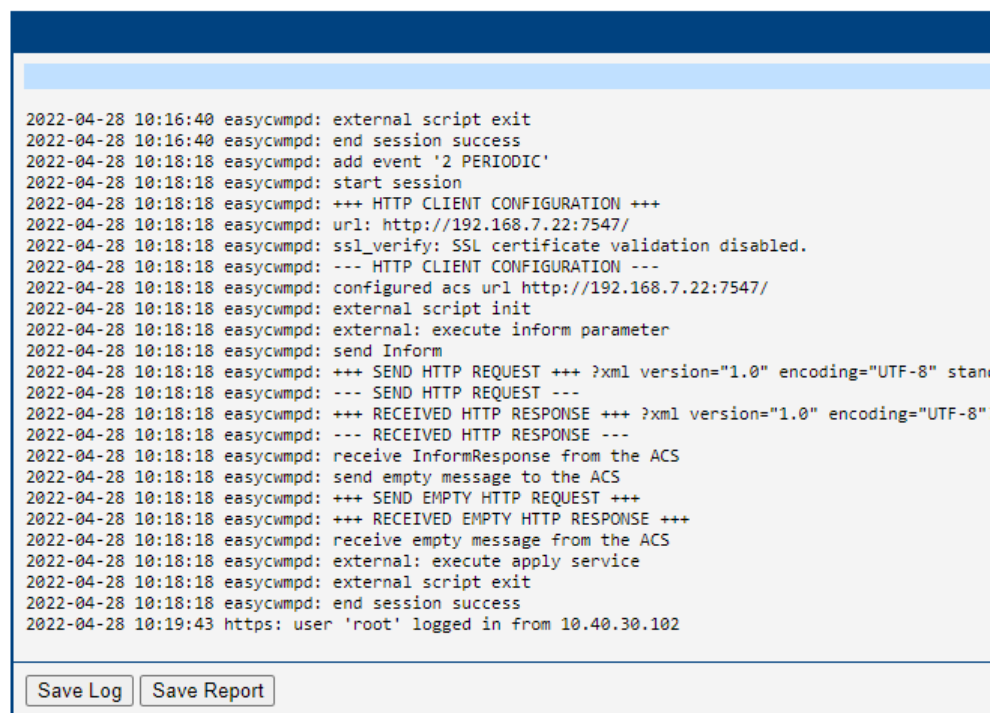 2022-04-28 10:16:40 easycwmpd: external script exit
2022-04-28 10:16:40 easycwmpd: end session success
2022-04-28 10:18:18 easycwmpd: add event '2 PERIODIC'
2022-04-28 10:18:18 easycwmpd: start session
2022-04-28 10:18:18 easycwmpd: +++ HTTP CLIENT CONFIGURATION +++
2022-04-28 10:18:18 easycwmpd: url: http://192.168.7.22:7547/
2022-04-28 10:18:18 easycwmpd: ssl_verify: SSL certificate validation disabled.
2022-04-28 10:18:18 easycwmpd: --- HTTP CLIENT CONFIGURATION ---
2022-04-28 10:18:18 easycwmpd: configured acs url http://192.168.7.22:7547/
2022-04-28 10:18:18 easycwmpd: external script init
2022-04-28 10:18:18 easycwmpd: external: execute inform parameter
2022-04-28 10:18:18 easycwmpd: send Inform
2022-04-28 10:18:18 easycwmpd: +++ SEND HTTP REQUEST +++ ?xml version="1.0" encoding="UTF-8" stand
2022-04-28 10:18:18 easycwmpd: --- SEND HTTP REQUEST ---
2022-04-28 10:18:18 easycwmpd: +++ RECEIVED HTTP RESPONSE +++ ?xml version="1.0" encoding="UTF-8"
2022-04-28 10:18:18 easycwmpd: --- RECEIVED HTTP RESPONSE ---
2022-04-28 10:18:18 easycwmpd: receive InformResponse from the ACS
2022-04-28 10:18:18 easycwmpd: send empty message to the ACS
2022-04-28 10:18:18 easycwmpd: +++ SEND EMPTY HTTP REQUEST +++
2022-04-28 10:18:18 easycwmpd: +++ RECEIVED EMPTY HTTP RESPONSE +++
2022-04-28 10:18:18 easycwmpd: receive empty message from the ACS
2022-04-28 10:18:18 easycwmpd: external: execute apply service
2022-04-28 10:18:18 easycwmpd: external script exit
2022-04-28 10:18:18 easycwmpd: end session success
2022-04-28 10:19:43 https: user 'root' logged in from 10.40.30.102
Save Log Save Report